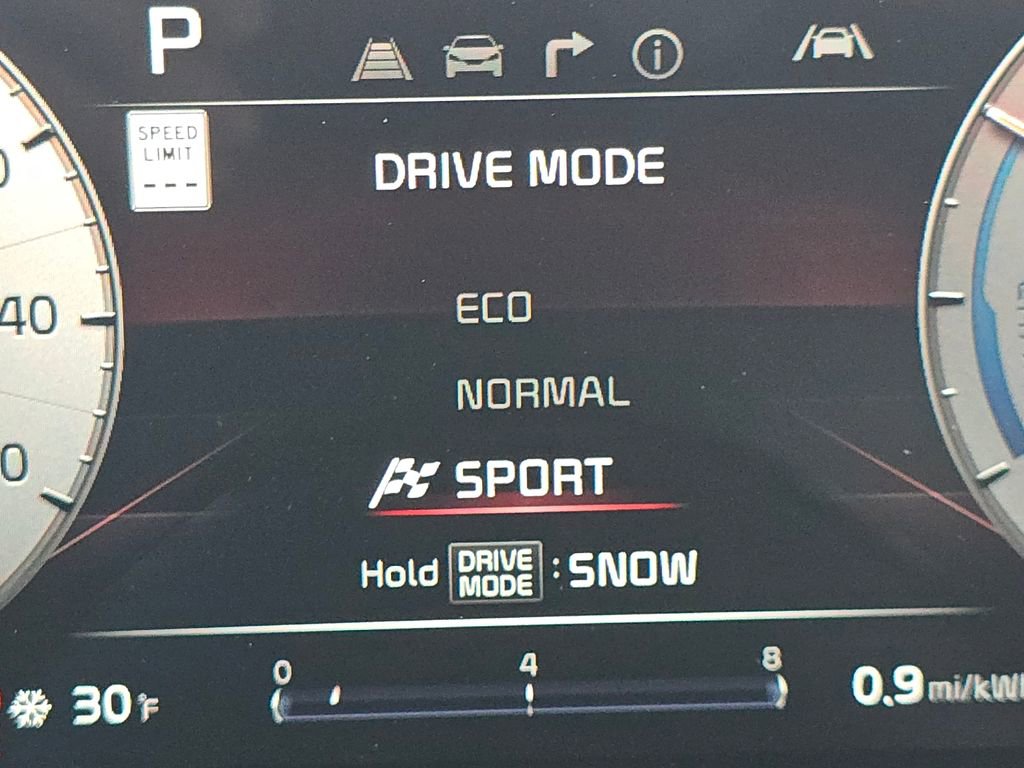 P
i
SPEED
LIMIT
---
DRIVE MODE
ECO
40
NORMAL
0
SPORT
Hold DRIVE MODE : SNOW
0 4 8
30°F
0.9 mi/kWh